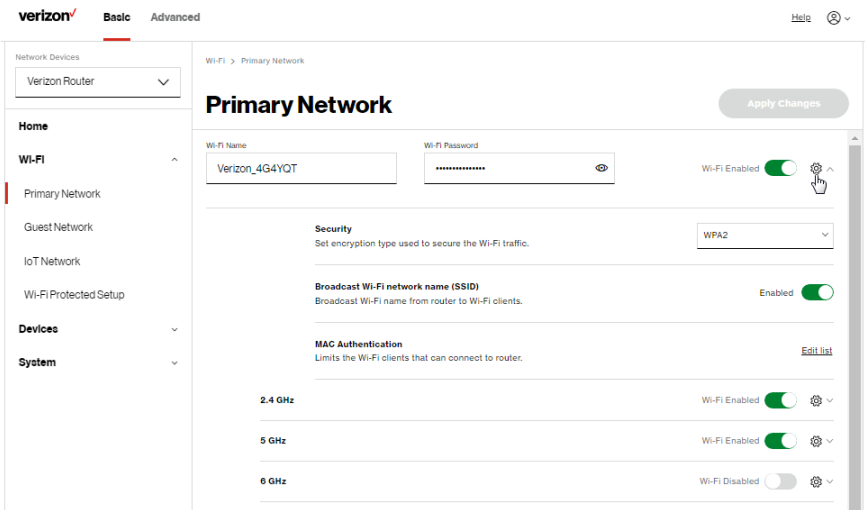 verizon Basic Advanced Help
Network Devices
Verizon Router
Home
Wi-Fi
Primary Network
Guest Network
IoT Network
Wi-Fi Protected Setup
Devices
System
Wi-Fi > Primary Network
Primary Network
Apply Changes
Wi-Fi Name
Verizon_4G4YQT
Wi-Fi Password
•••••••••••••••
Wi-Fi Enabled
Security
Set encryption type used to secure the Wi-Fi traffic.
WPA2
Broadcast Wi-Fi network name (SSID)
Broadcast Wi-Fi name from router to Wi-Fi clients.
Enabled
MAC Authentication
Limits the Wi-Fi clients that can connect to router.
Edit list
2.4 GHz Wi-Fi Enabled
5 GHz Wi-Fi Enabled
6 GHz Wi-Fi Disabled